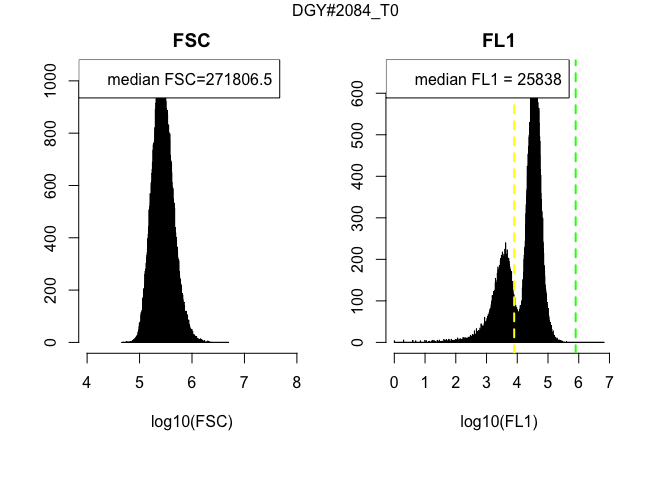 DGY#2084_T0
FSC
median FSC=271806.5
0 200 400 600 800 1000
4 5 6 7 8
log10(FSC)
FL1
median FL1 = 25838
0 100 200 300 400 500 600
0 1 2 3 4 5 6 7
log10(FL1)